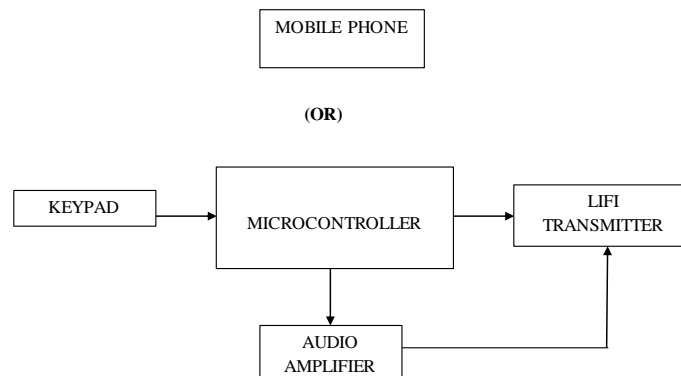 MOBILE PHONE
(OR)
KEYPAD
MICROCONTROLLER
LIFI
TRANSMITTER
AUDIO
AMPLIFIER